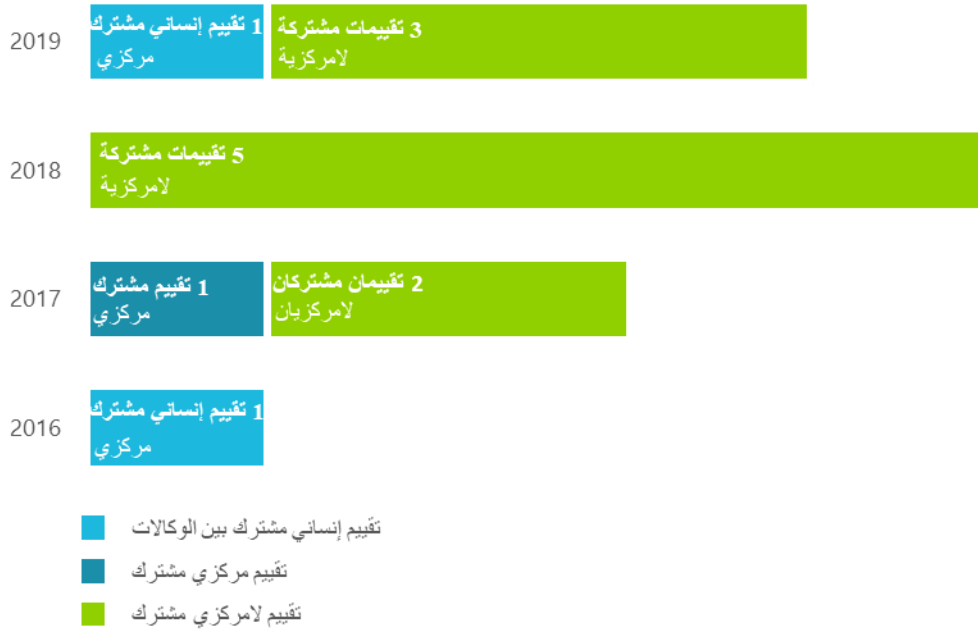 2019
1 تقييم إنساني مشترك
مركزي
3 تقييمات مشتركة
لامركزية
2018
5 تقييمات مشتركة
لامركزية
2017
1 تقييم مشترك
مركزي
2 تقييمان مشتركان
لامركزيان
2016
1 تقييم إنساني مشترك
مركزي
تقييم إنساني مشترك بين الوكالات
تقييم مركزي مشترك
تقييم لامركزي مشترك